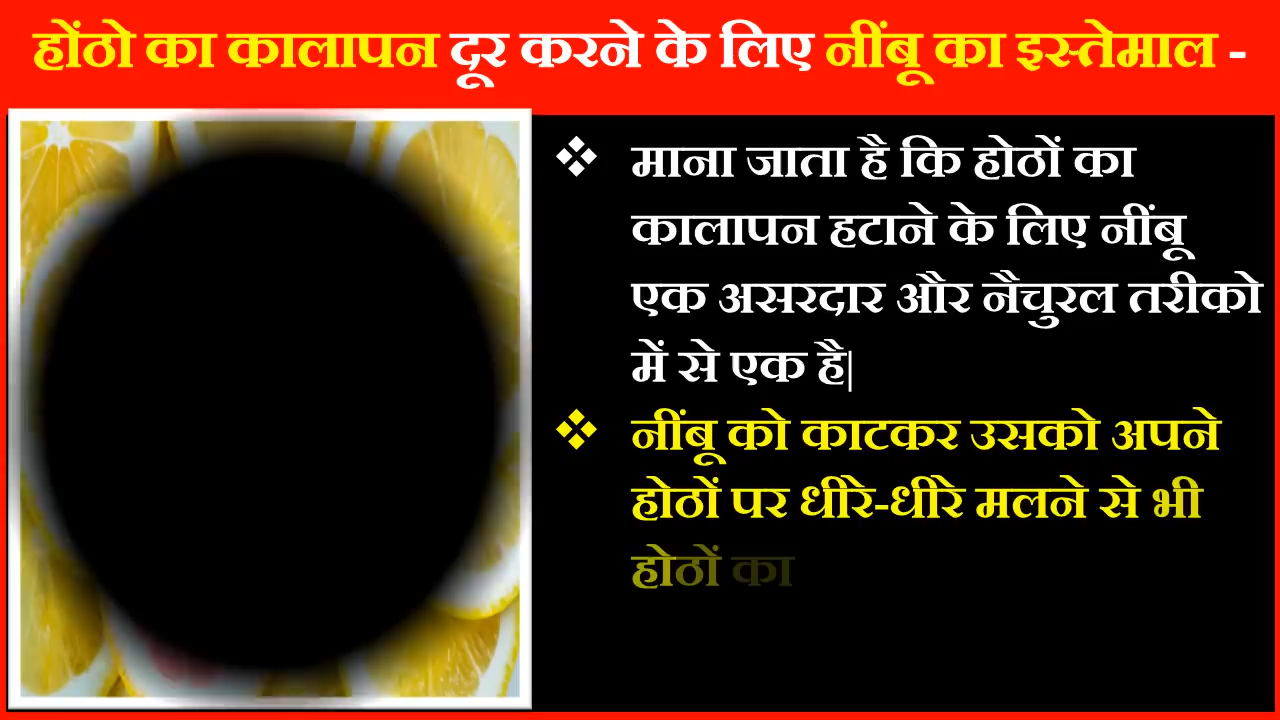 होंठो का कालापन दूर करने के लिए नींबू का इस्तेमाल -
❖ माना जाता है कि होठों का
कालापन हटाने के लिए नींबू
एक असरदार और नैचुरल तरीको
में से एक है|
❖ नींबू को काटकर उसको अपने
होठों पर धीरे-धीरे मलने से भी
होठों का